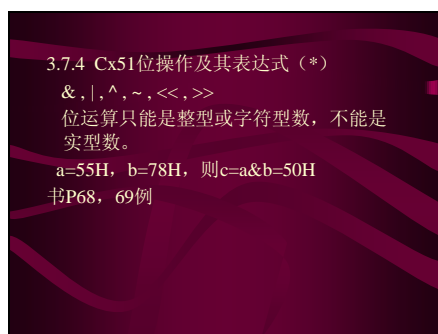 3.7.4 Cx51位操作及其表达式（*）
& , | , ^ , ~ , << , >>
位运算只能是整型或字符型数，不能是
实型数。
a=55H，b=78H，则c=a&b=50H
书P68，69例